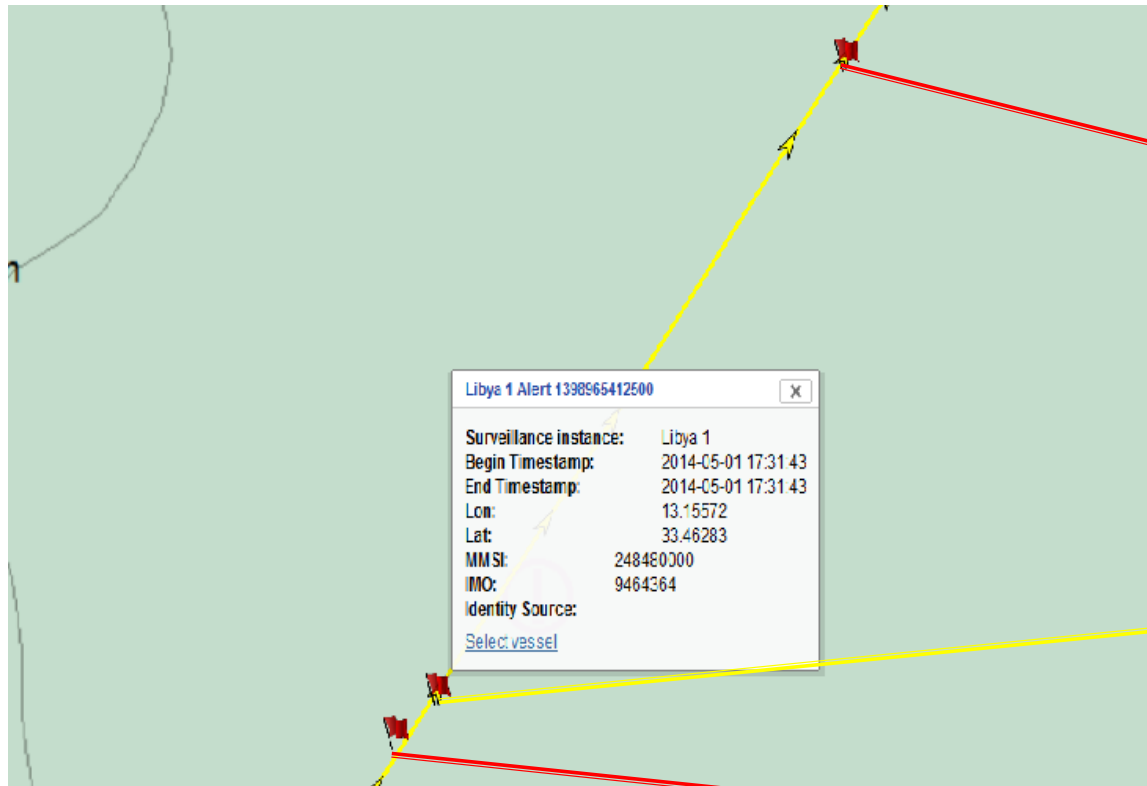 Libya 1 Alert 1398965412500
X
Surveillance instance: Libya 1
Begin Timestamp: 2014-05-01 17:31:43
End Timestamp: 2014-05-01 17:31:43
Lon: 13.15572
Lat: 33.46283
MMSI: 248480000
IMO: 9464364
Identity Source:
Select vessel